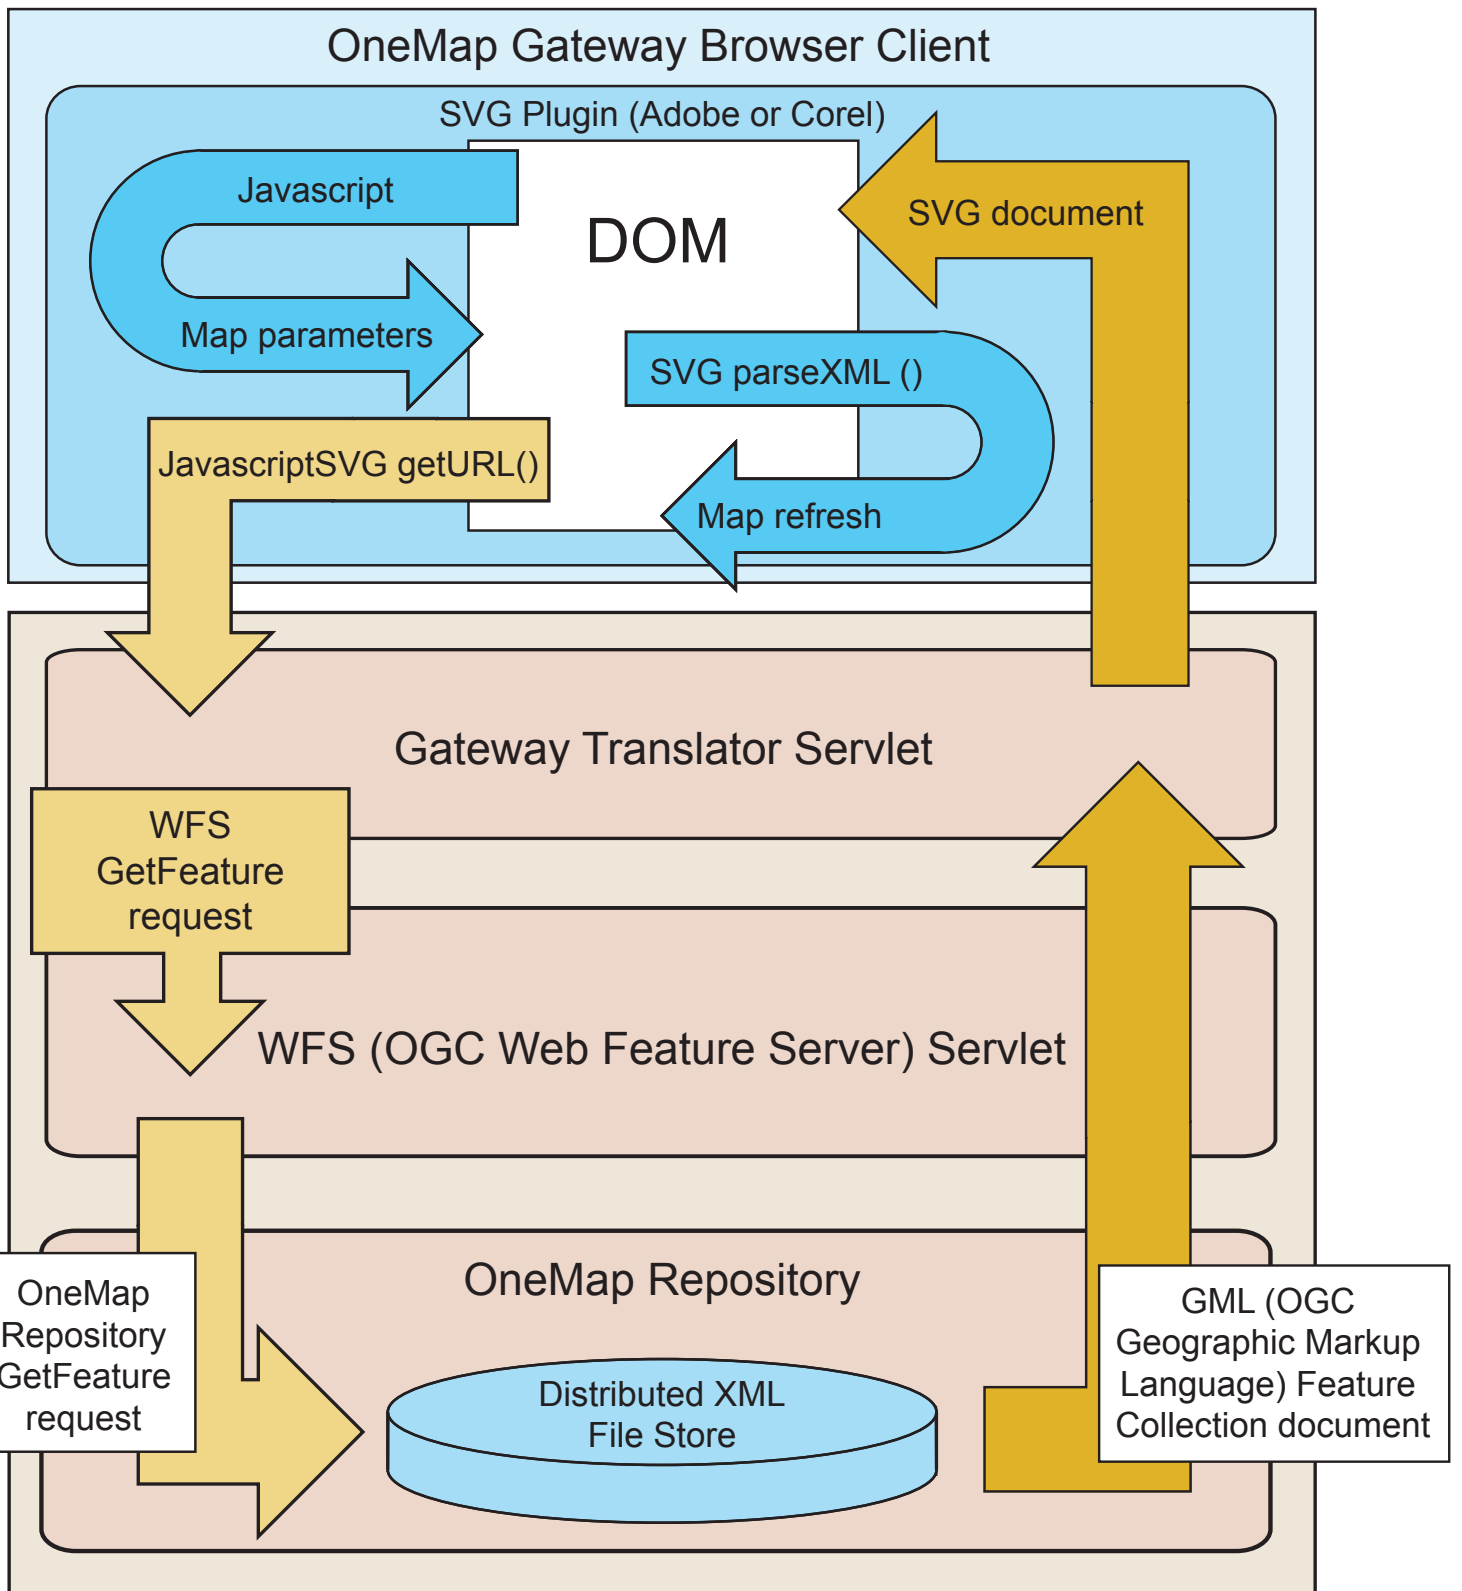 OneMap Gateway Browser Client
SVG Plugin (Adobe or Corel)
Javascript
DOM
SVG document
Map parameters
SVG parseXML ()
JavascriptSVG getURL()
Map refresh
Gateway Translator Servlet
WFS
GetFeature
request
WFS (OGC Web Feature Server) Servlet
OneMap Repository
OneMap
Repository
GetFeature
request
Distributed XML
File Store
GML (OGC
Geographic Markup
Language) Feature
Collection document